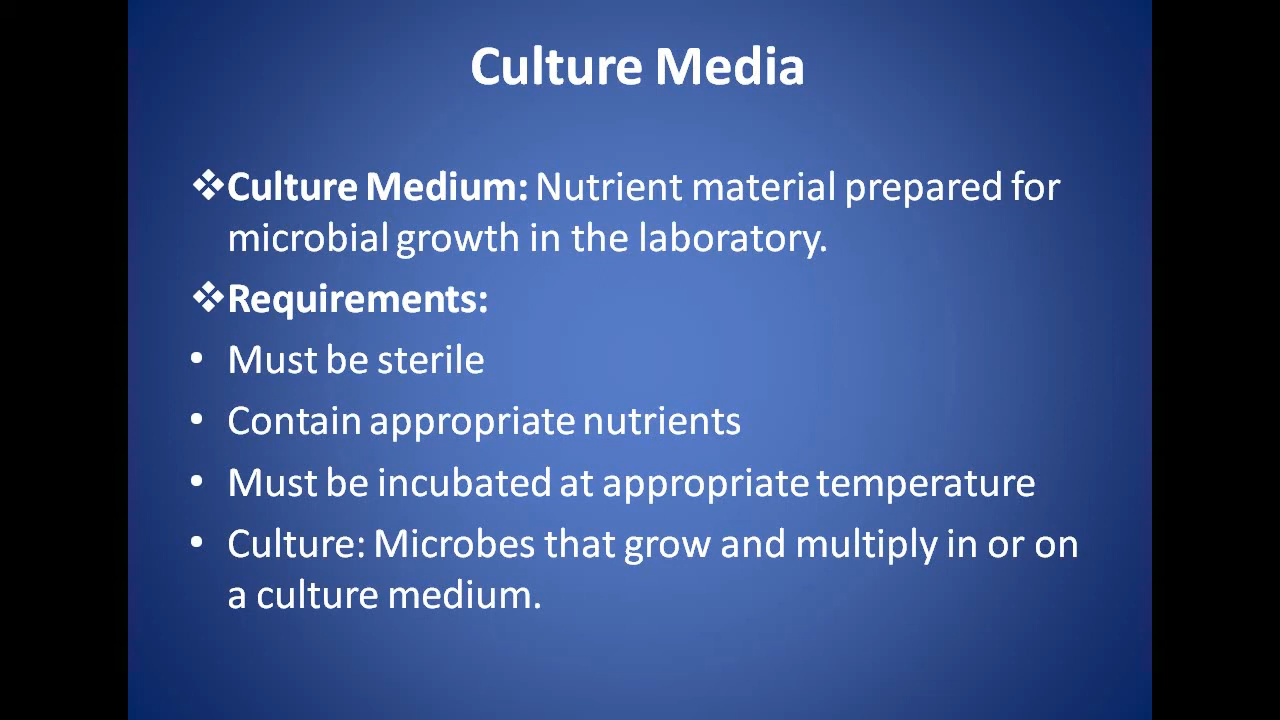 Culture Media
❖Culture Medium: Nutrient material prepared for
microbial growth in the laboratory.
❖Requirements:
• Must be sterile
• Contain appropriate nutrients
• Must be incubated at appropriate temperature
• Culture: Microbes that grow and multiply in or on
a culture medium.